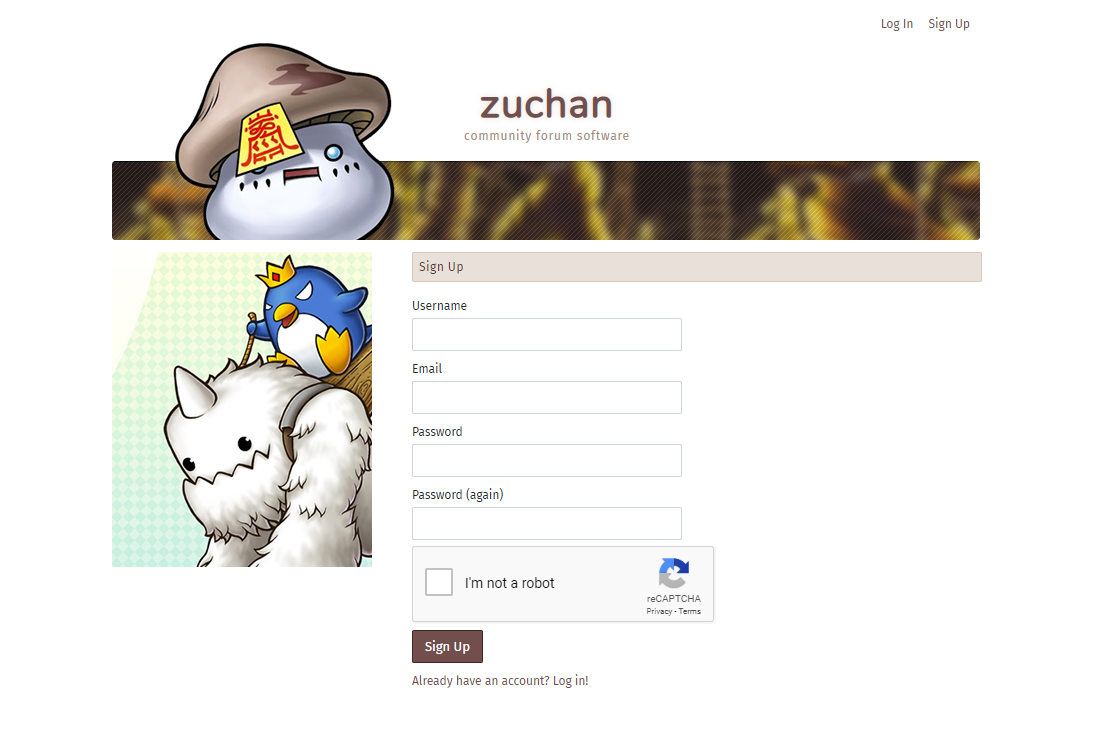 Log In Sign Up
zuchan
community forum software
Sign Up
Username
Email
Password
Password (again)
I'm not a robot
reCAPTCHA
Privacy - Terms
Sign Up
Already have an account? Log in!